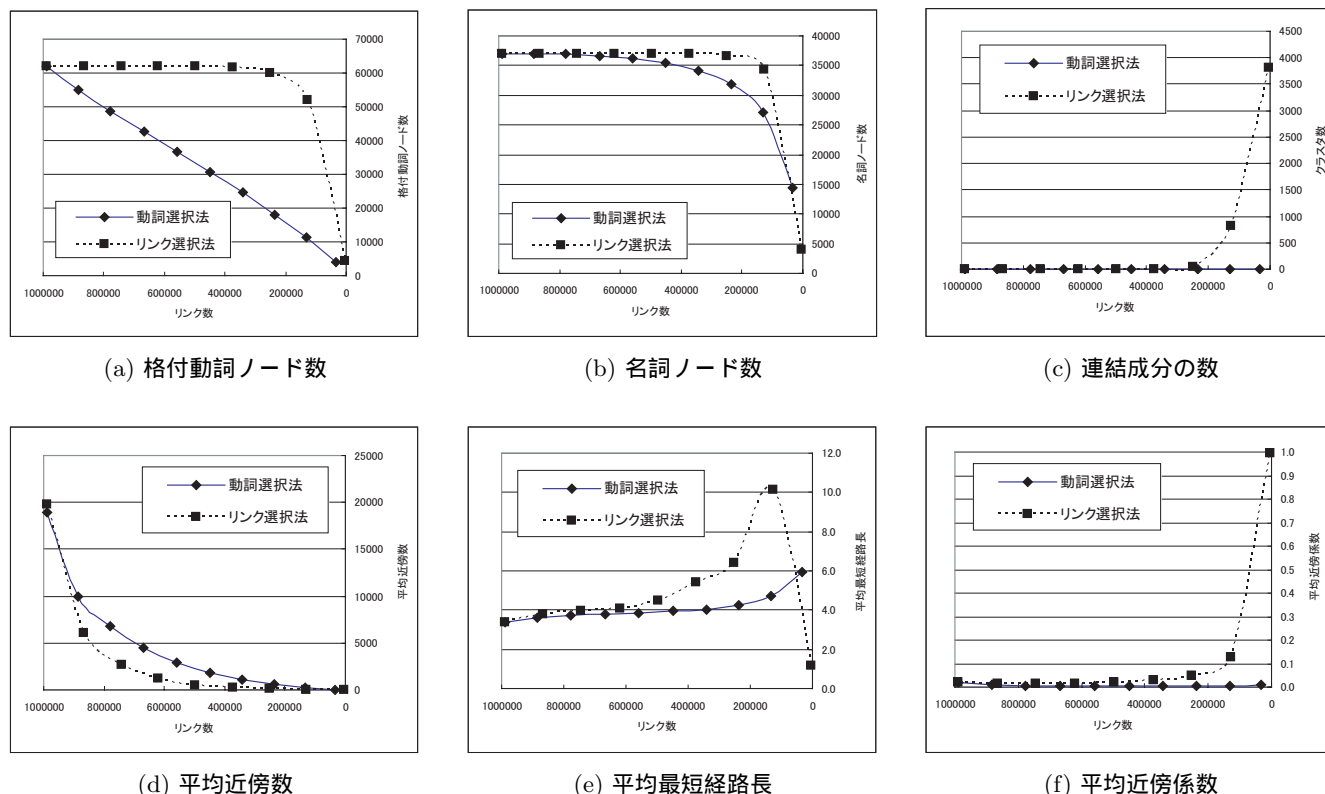 70000
60000
50000
40000
30000
20000
10000
0
格付動詞ノード数
動詞選択法
リンク選択法
1000000 800000 600000 400000 200000 0
リンク数
(a) 格付動詞ノード数
40000
35000
30000
25000
20000
15000
10000
5000
0
名詞ノード数
動詞選択法
リンク選択法
1000000 800000 600000 400000 200000 0
リンク数
(b) 名詞ノード数
4500
4000
3500
3000
2500
2000
1500
1000
500
0
クラスタ数
動詞選択法
リンク選択法
1000000 800000 600000 400000 200000 0
リンク数
(c) 連結成分の数
25000
20000
15000
10000
5000
0
平均近傍数
動詞選択法
リンク選択法
1000000 800000 600000 400000 200000 0
リンク数
(d) 平均近傍数
12.0
10.0
8.0
6.0
4.0
2.0
0.0
平均最短経路長
動詞選択法
リンク選択法
1000000 800000 600000 400000 200000 0
リンク数
(e) 平均最短経路長
1.0
0.9
0.8
0.7
0.6
0.5
0.4
0.3
0.2
0.1
0.0
平均近傍係数
動詞選択法
リンク選択法
1000000 800000 600000 400000 200000 0
リンク数
(f) 平均近傍係数